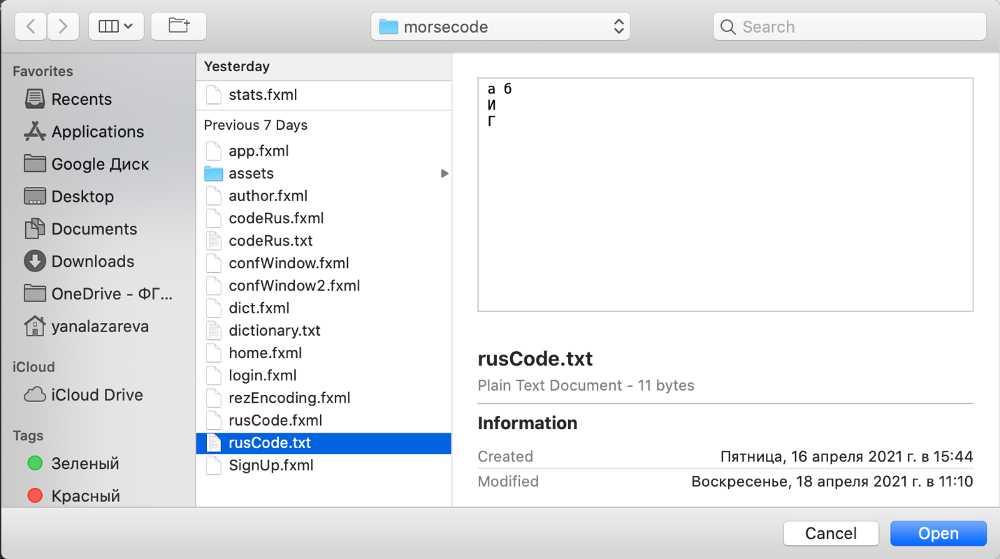 morsecode
Search
Favorites
Recents
Applications
Google Диск
Desktop
Documents
Downloads
OneDrive - ФГ...
yanalazareva
iCloud
iCloud Drive
Tags
Зеленый
Красный
Yesterday
stats.fxml
Previous 7 Days
app.fxml
assets
author.fxml
codeRus.fxml
codeRus.txt
confWindow.fxml
confWindow2.fxml
dict.fxml
dictionary.txt
home.fxml
login.fxml
rezEncoding.fxml
rusCode.fxml
rusCode.txt
SignUp.fxml
а б
И
Г
rusCode.txt
Plain Text Document - 11 bytes
Information
Created Пятница, 16 апреля 2021 г. в 15:44
Modified Воскресенье, 18 апреля 2021 г. в 11:10
Cancel Open